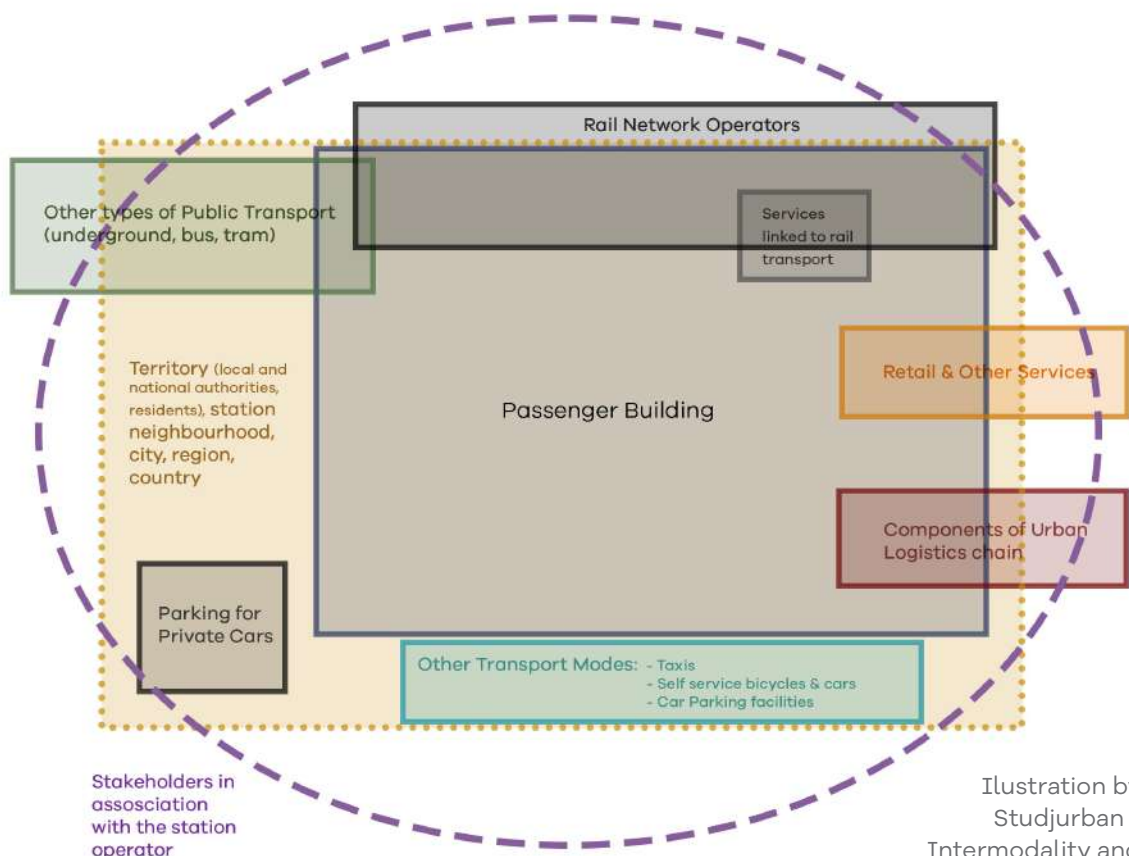 Rail Network Operators
Other types of Public Transport
(underground, bus, tram)
Services
linked to rail
transport
Territory (local and
national authorities,
residents), station
neighbourhood,
city, region,
country
Passenger Building
Retail & Other Services
Components of Urban
Logistics chain
Parking for
Private Cars
Other Transport Modes: - Taxis
- Self service bicycles & cars
- Car Parking facilities
Stakeholders in
assosciation
with the station
operator
Ilustration b
Studjurban
Intermodality and